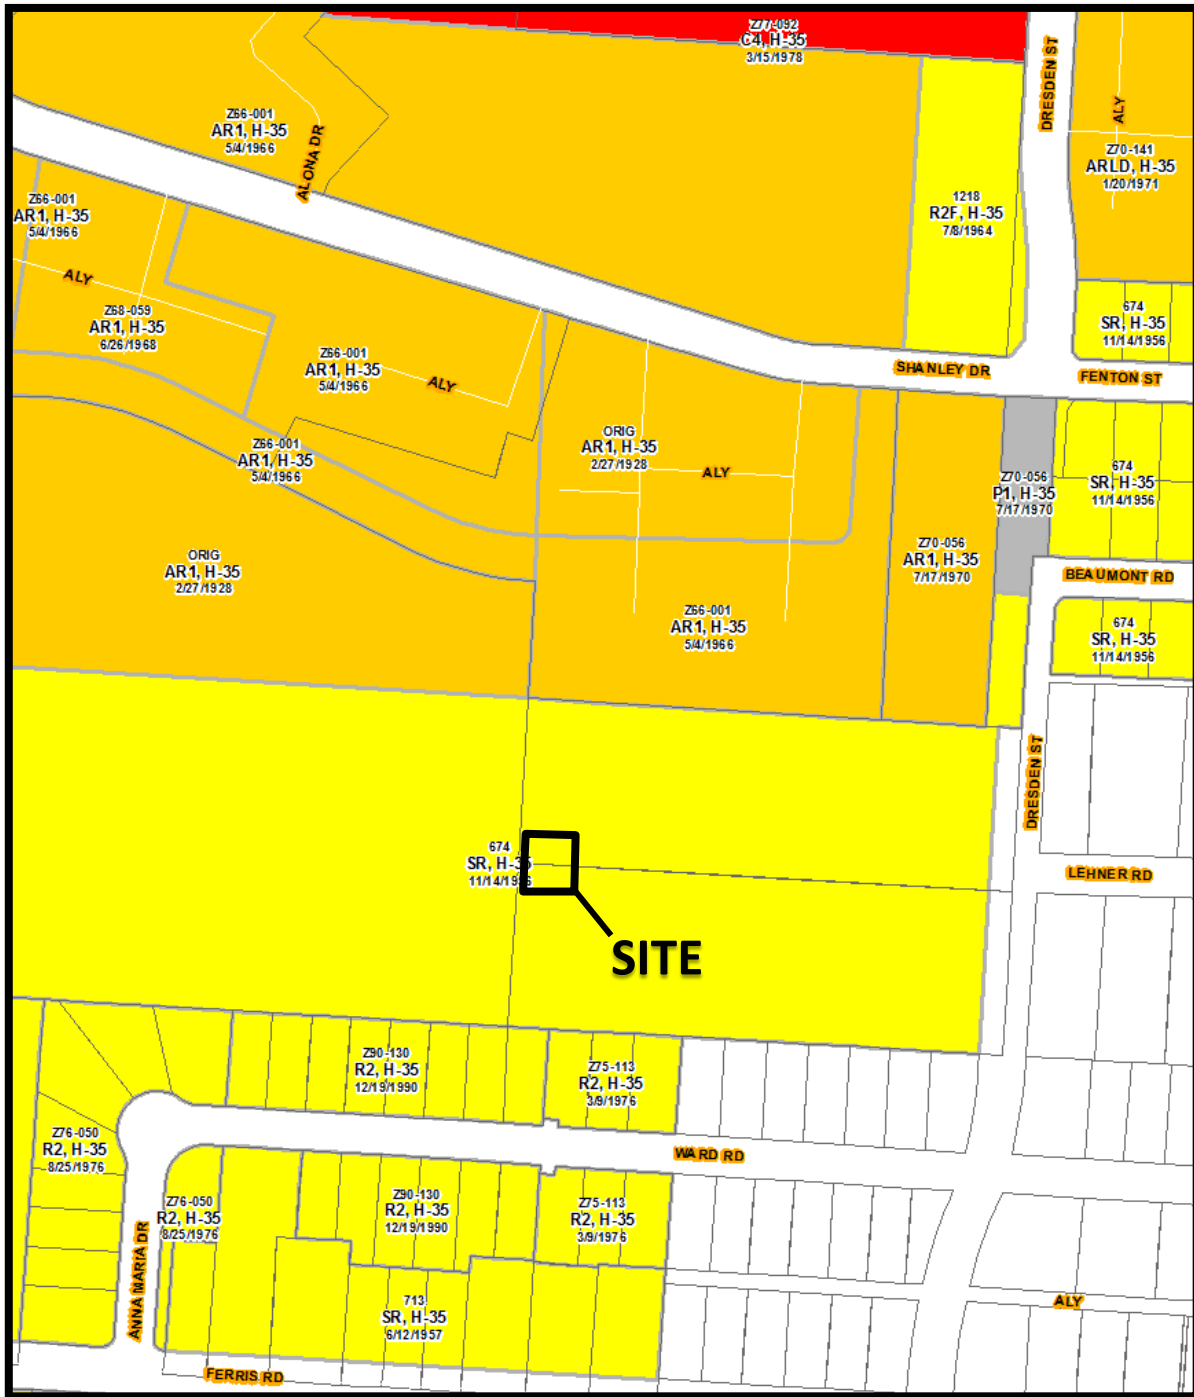 Z77-092
C4, H-35
3/15/1978
DRESDEN ST
ALY
Z70-141
ARLD, H-35
1/20/1971
Z66-001
AR1, H-35
5/4/1966
ALONA DR
Z66-001
AR1, H-35
5/4/1966
1218
R2F, H-35
7/8/1964
ALY
Z68-059
AR1, H-35
6/26/1968
674
SR, H-35
11/14/1956
Z66-001
AR1, H-35
5/4/1966
ALY
SHANLEY DR
FENTON ST
Z66-001
AR1, H-35
5/4/1966
ORIG
AR1, H-35
2/27/1928
ALY
Z70-056
P1, H-35
7/17/1970
674
SR, H-35
11/14/1956
ORIG
AR1, H-35
2/27/1928
Z70-056
AR1, H-35
7/17/1970
BEAUMONT RD
Z66-001
AR1, H-35
5/4/1966
674
SR, H-35
11/14/1956
DRESDEN ST
674
SR, H-35
11/14/1956
LEHNER RD
SITE
Z90-130
R2, H-35
12/19/1990
Z75-113
R2, H-35
3/9/1976
Z76-050
R2, H-35
8/25/1976
WARD RD
Z76-050
R2, H-35
8/25/1976
Z90-130
R2, H-35
12/19/1990
Z75-113
R2, H-35
3/9/1976
ANNA MARIA DR
713
SR, H-35
6/12/1957
ALY
FERRIS RD